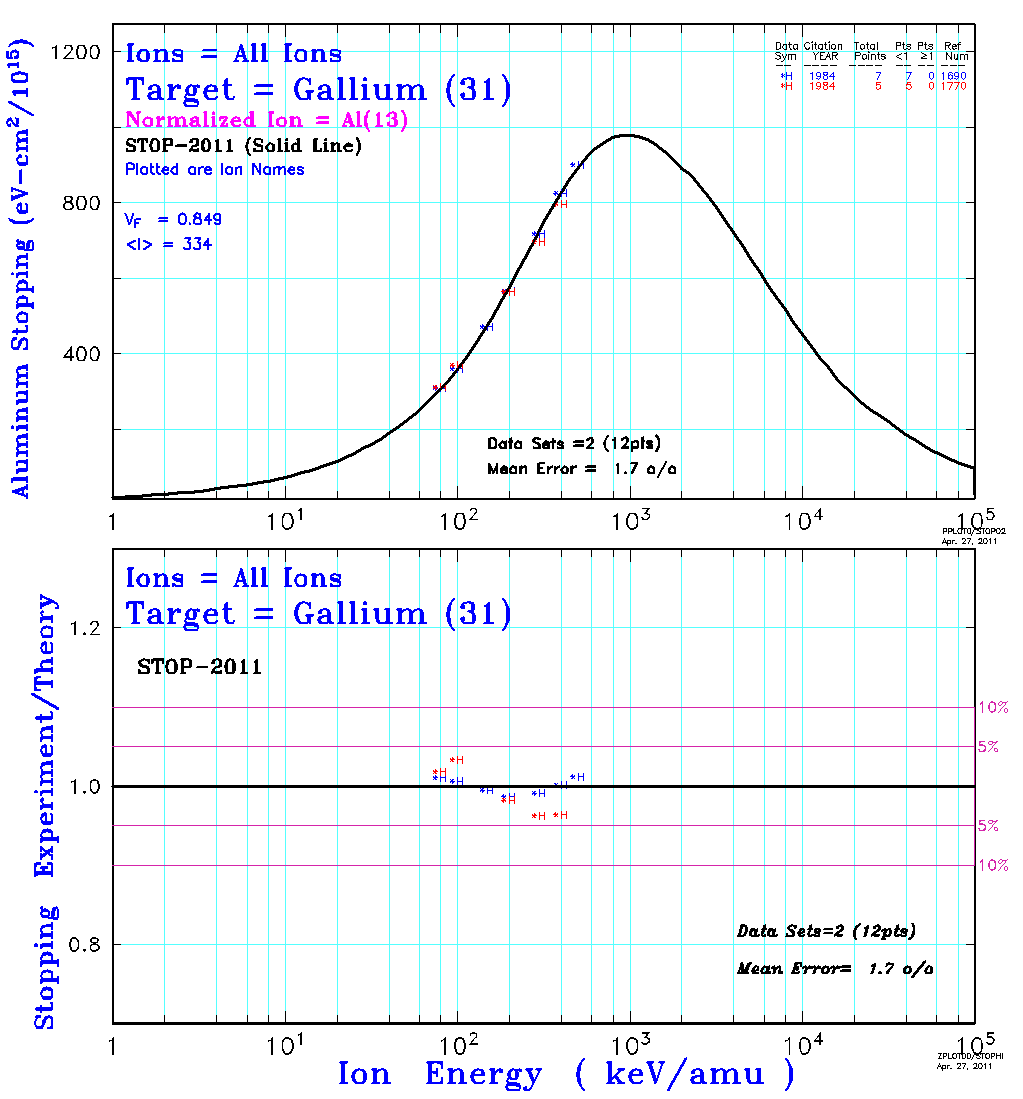 Aluminum Stopping (eV-cm²/10¹⁵)
1200
800
400
Ions = All Ions
Target = Gallium (31)
Normalized Ion = Al(13)
STOP-2011 (Solid Line)
Plotted are Ion Names
V_F = 0.849
<I> = 334
Data Citation Total Pts Pts Ref
Sym YEAR Points <1 ≥1 Num
*H 1984 7 7 0 1690
*H 1984 5 5 0 1770
Data Sets =2 (12pts)
Mean Error = 1.7 o/o
1 10¹ 10² 10³ 10⁴ 10⁵
PPLOT0/STOP02
Apr. 27, 2011
Stopping Experiment/Theory
1.2
1.0
0.8
Ions = All Ions
Target = Gallium (31)
STOP-2011
10%
5%
5%
10%
Data Sets=2 (12pts)
Mean Error= 1.7 o/o
1 10¹ 10² 10³ 10⁴ 10⁵
Ion Energy ( keV/amu )
Apr. 27, 2011